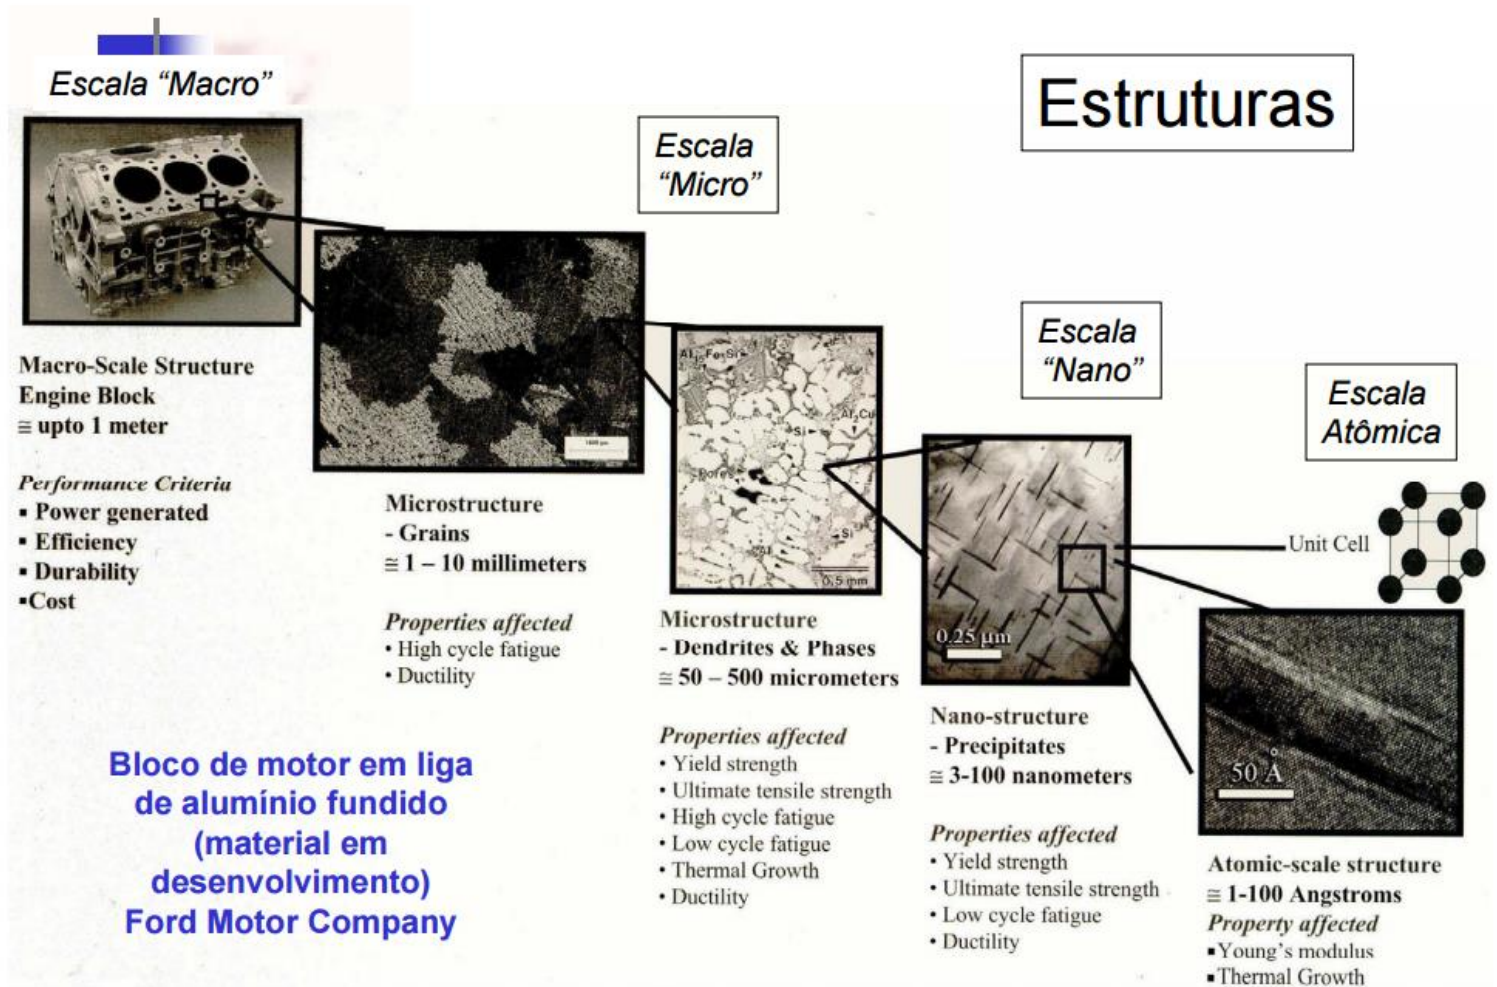 Escala “Macro”
Estruturas
Escala
“Micro”
Escala
“Nano”
Escala
Atômica
Macro-Scale Structure
Engine Block
≅ upto 1 meter
Performance Criteria
▪ Power generated
▪ Efficiency
▪ Durability
▪Cost
Microstructure
- Grains
≅ 1 – 10 millimeters
Properties affected
• High cycle fatigue
• Ductility
Al₁₅Fe₃Si
Al₂Cu
Si
Pores
Si
Al
0.5 mm
Microstructure
- Dendrites & Phases
≅ 50 – 500 micrometers
Properties affected
• Yield strength
• Ultimate tensile strength
• High cycle fatigue
• Low cycle fatigue
• Thermal Growth
• Ductility
0.25 µm
Nano-structure
- Precipitates
≅ 3-100 nanometers
Properties affected
• Yield strength
• Ultimate tensile strength
• Low cycle fatigue
• Ductility
Unit Cell
50 Å
Atomic-scale structure
≅ 1-100 Angstroms
Property affected
▪Young’s modulus
▪Thermal Growth
Bloco de motor em liga
de alumínio fundido
(material em
desenvolvimento)
Ford Motor Company